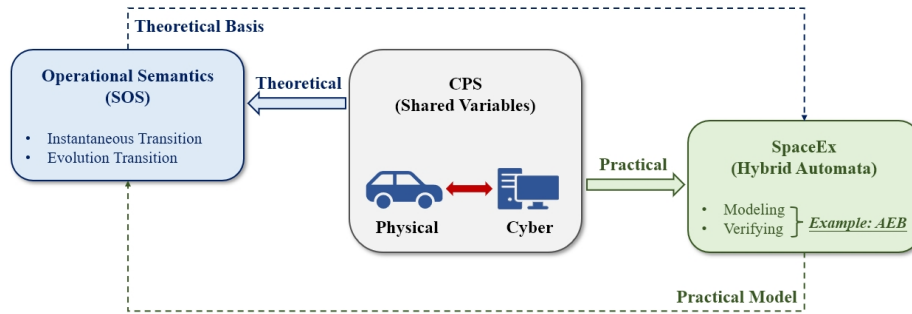 Theoretical Basis
Operational Semantics
(SOS)
• Instantaneous Transition
• Evolution Transition
Theoretical
CPS
(Shared Variables)
Physical
Cyber
Practical
SpaceEx
(Hybrid Automata)
• Modeling
• Verifying
Example: AEB
Practical Model